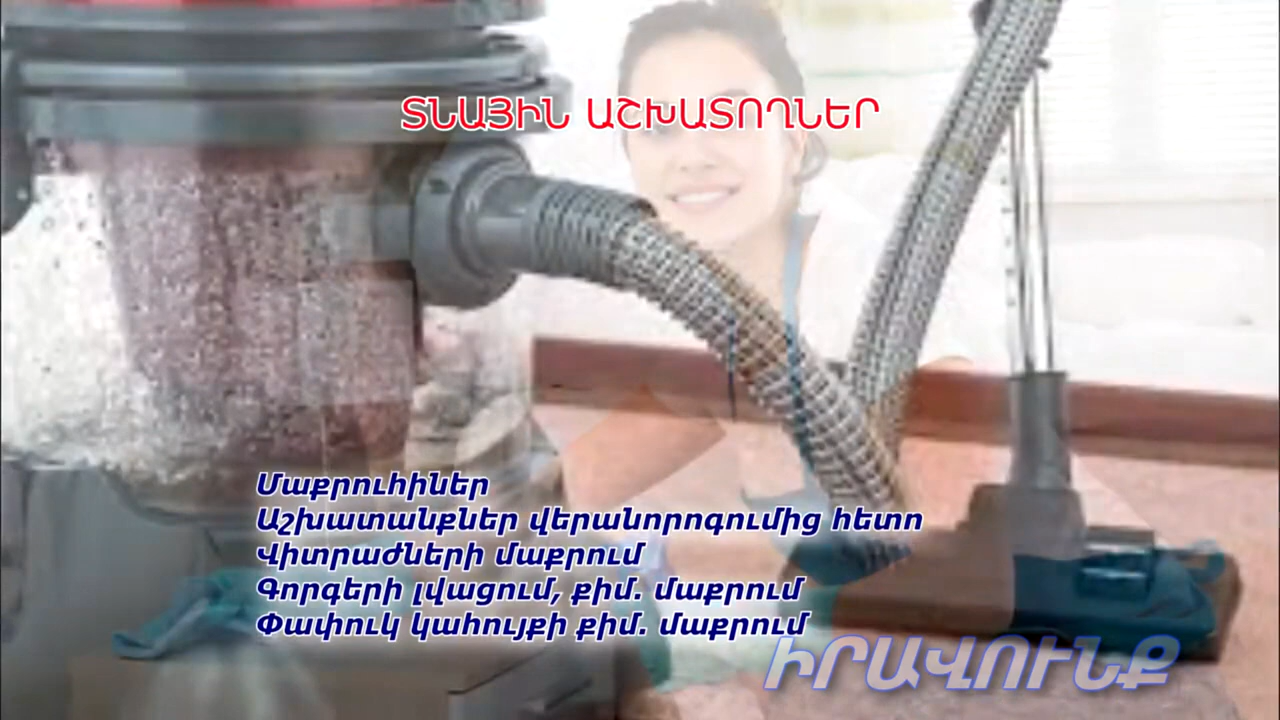 ՏՆԱՅԻՆ ԱՇԽԱՏՈՂՆԵՐ
Մաքրուհիներ
Աշխատանքներ վերանորոգումից հետո
Վիտրաժների մաքրում
Գորգերի լվացում, քիմ. մաքրում
Փափուկ կահույքի քիմ. մաքրում
ԻՐԱՎՈՒՆՔ